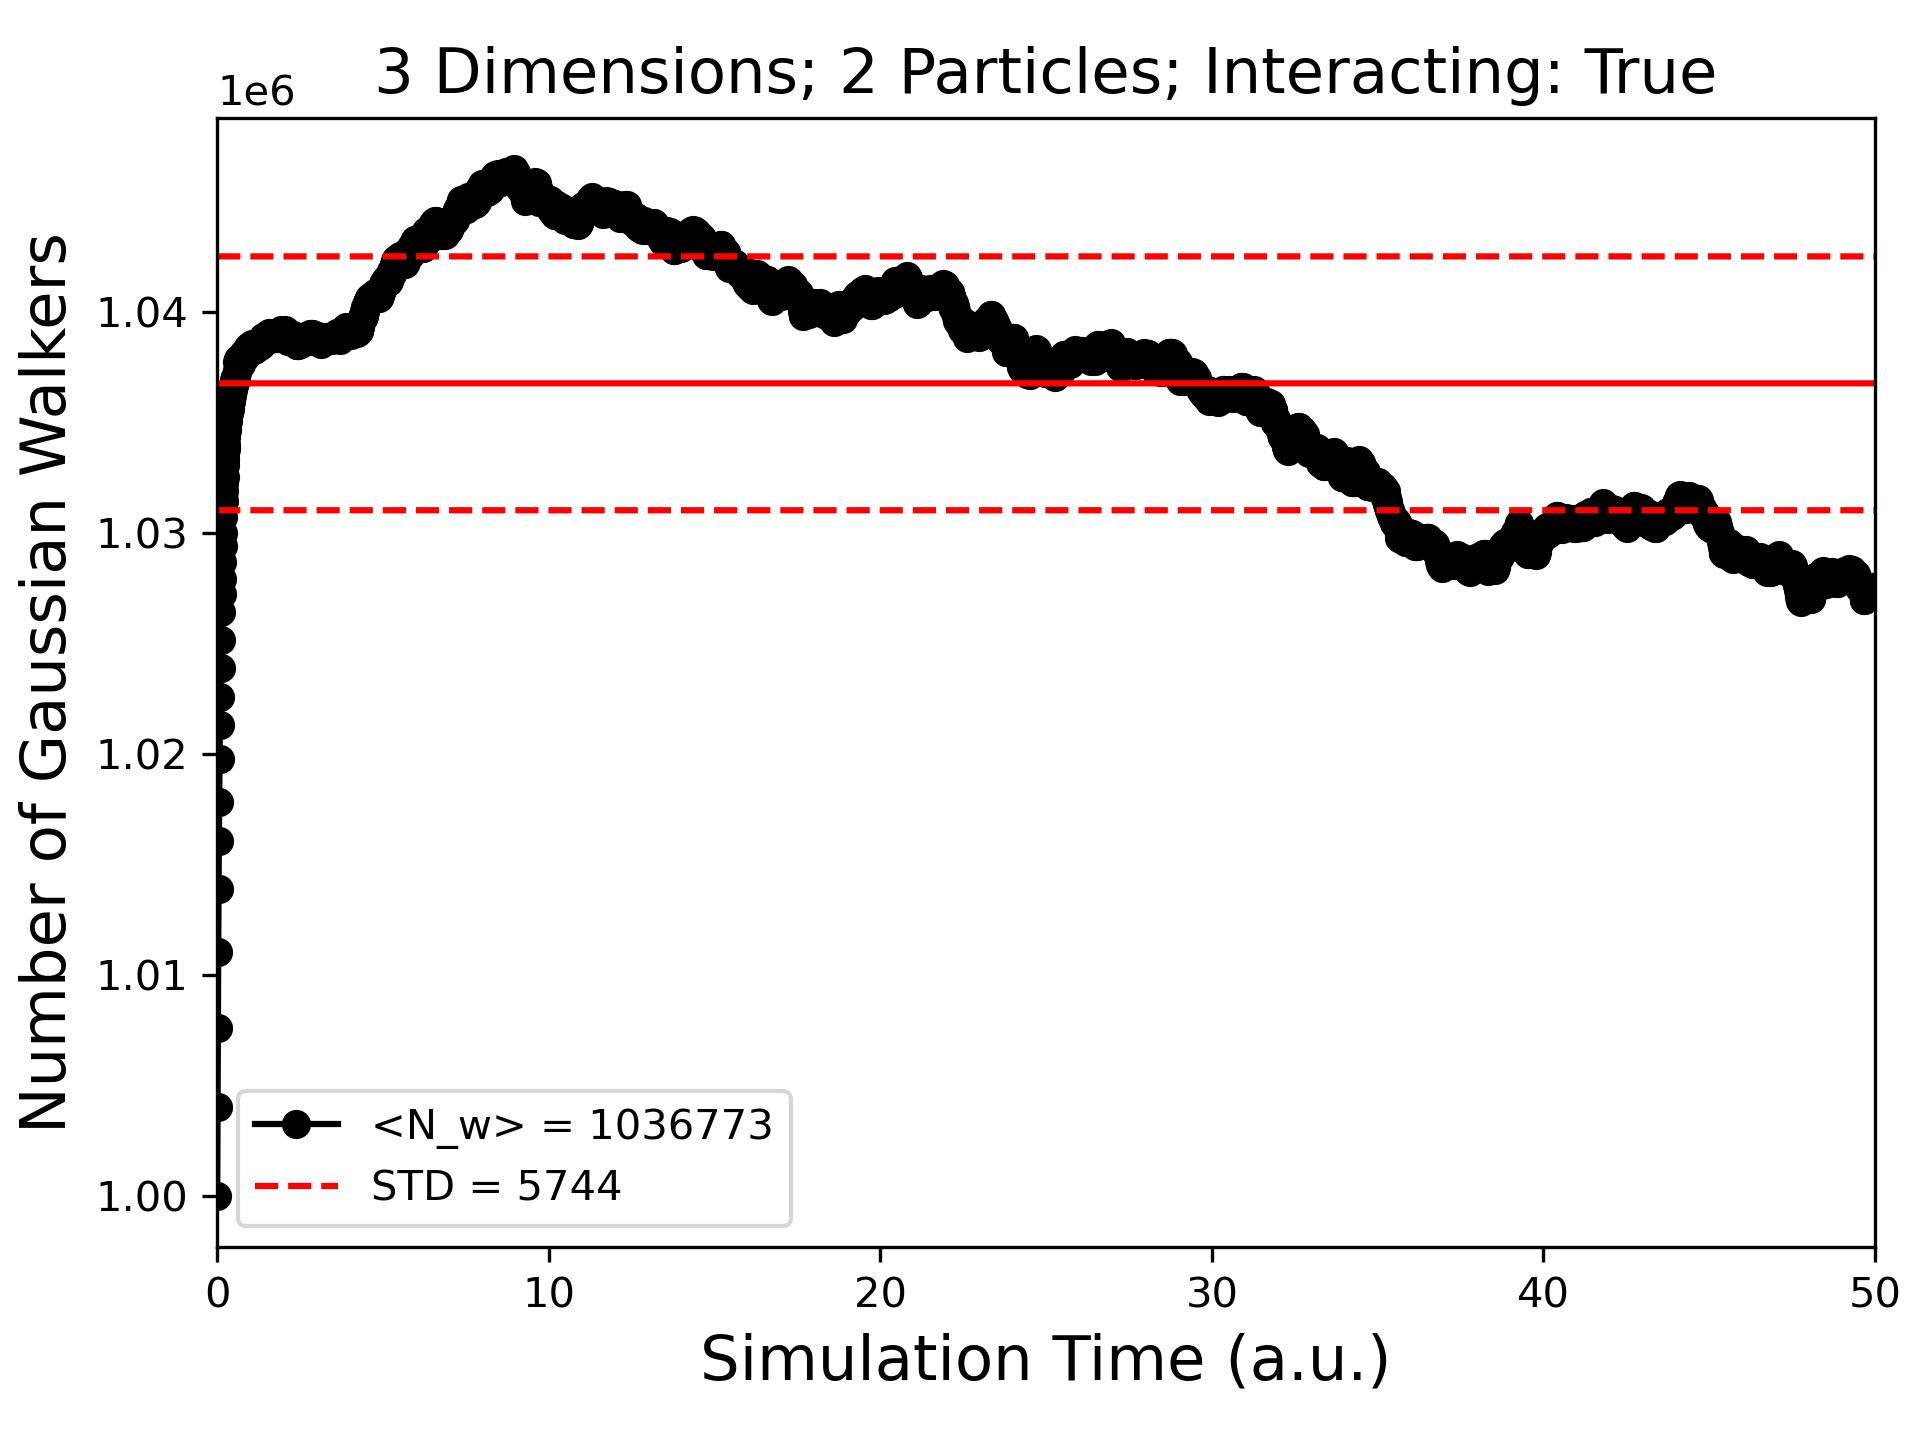 3 Dimensions; 2 Particles; Interacting: True
1e6
Number of Gaussian Walkers
1.04
1.03
1.02
1.01
1.00
<N_w> = 1036773
STD = 5744
0 10 20 30 40 50
Simulation Time (a.u.)